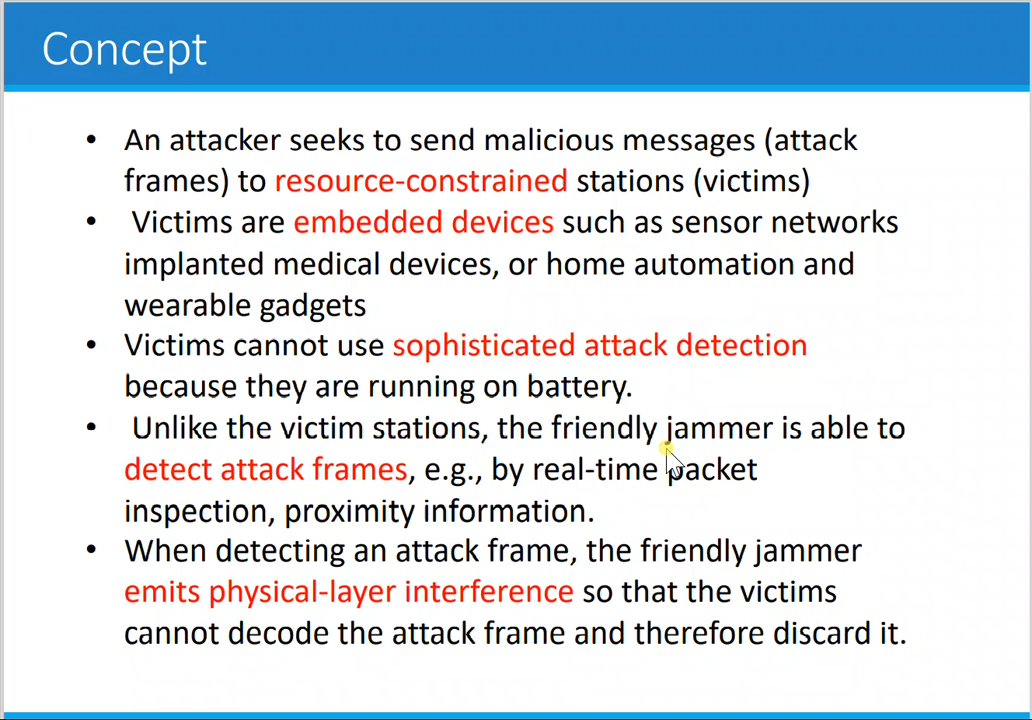 Concept
• An attacker seeks to send malicious messages (attack
frames) to resource-constrained stations (victims)
• Victims are embedded devices such as sensor networks
implanted medical devices, or home automation and
wearable gadgets
• Victims cannot use sophisticated attack detection
because they are running on battery.
• Unlike the victim stations, the friendly jammer is able to
detect attack frames, e.g., by real-time packet
inspection, proximity information.
• When detecting an attack frame, the friendly jammer
emits physical-layer interference so that the victims
cannot decode the attack frame and therefore discard it.